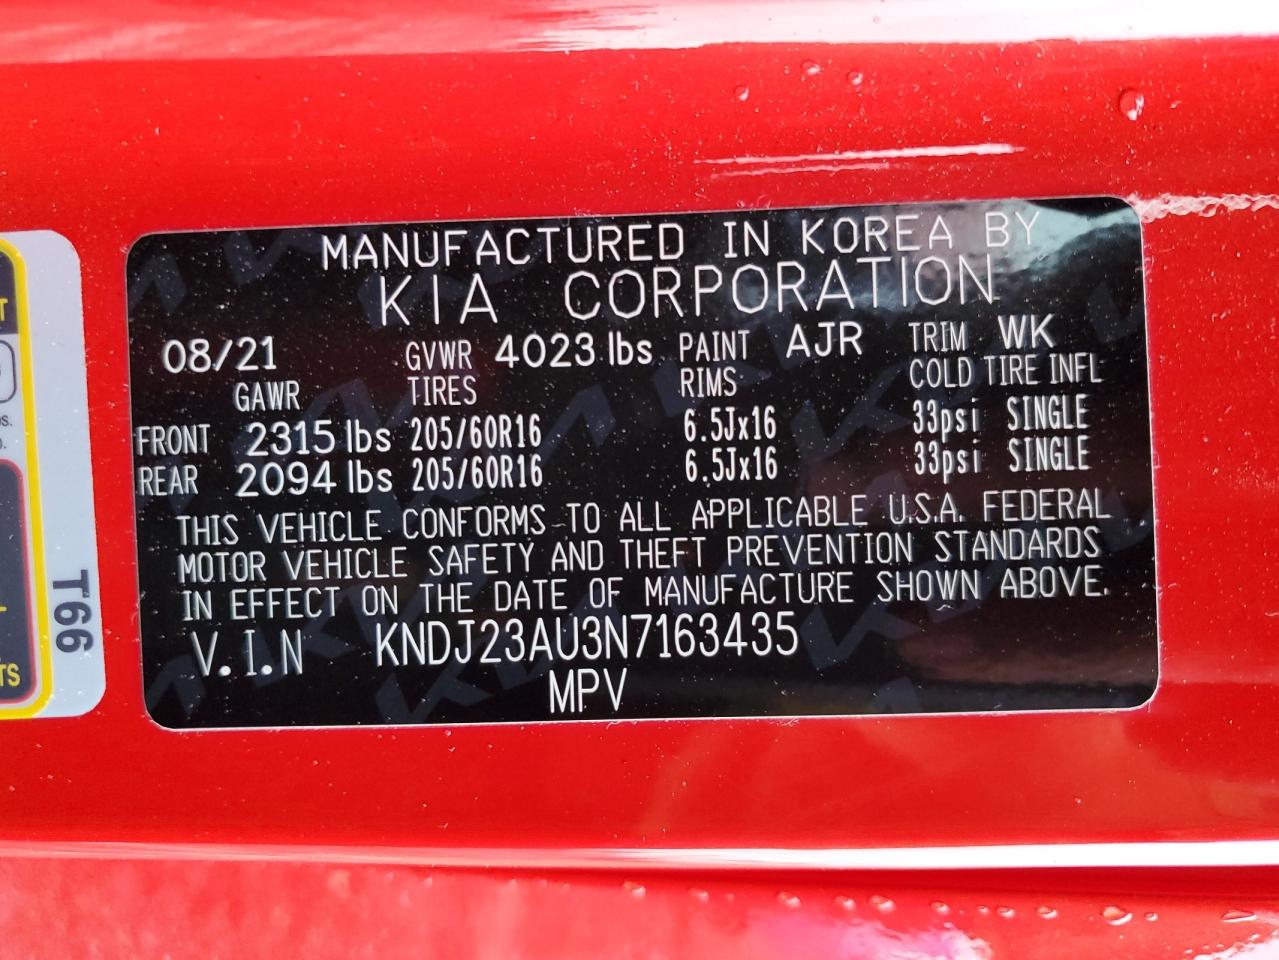 MANUFACTURED IN KOREA BY
KIA CORPORATION
08/21 GVWR 4023 lbs PAINT AJR TRIM WK
GAWR TIRES RIMS COLD TIRE INFL
FRONT 2315 lbs 205/60R16 6.5Jx16 33psi SINGLE
REAR 2094 lbs 205/60R16 6.5Jx16 33psi SINGLE
THIS VEHICLE CONFORMS TO ALL APPLICABLE U.S.A. FEDERAL
MOTOR VEHICLE SAFETY AND THEFT PREVENTION STANDARDS
IN EFFECT ON THE DATE OF MANUFACTURE SHOWN ABOVE.
V.I.N KNDJ23AU3N7163435
MPV
T66